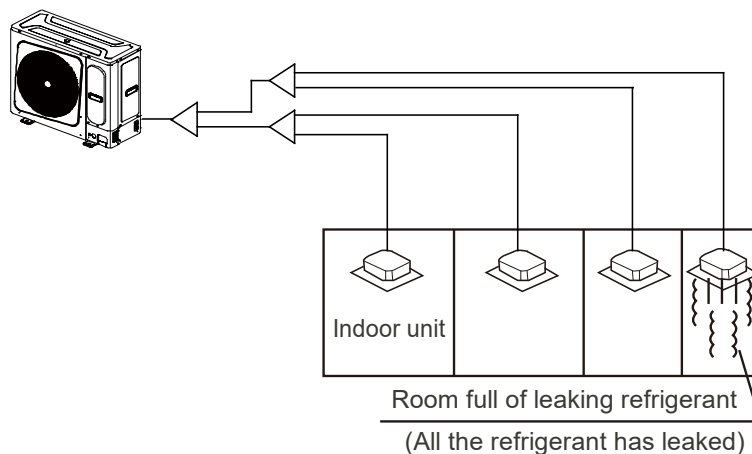 Indoor unit
Room full of leaking refrigerant
(All the refrigerant has leaked)